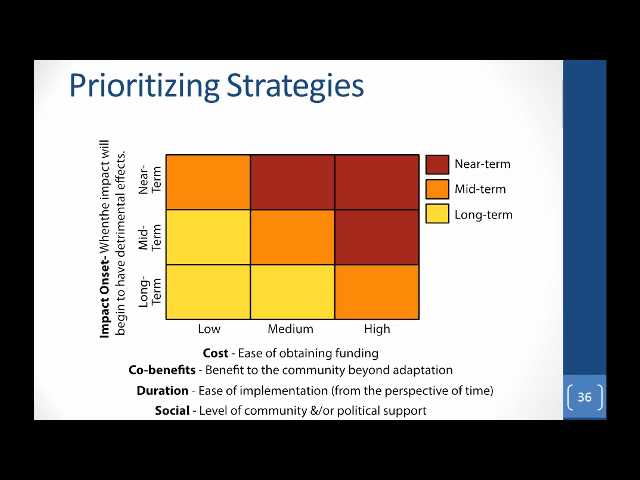 Prioritizing Strategies
Impact Onset- Whenthe impact will
begin to have detrimental effects.
Near-
Term
Mid-
Term
Long-
Term
Low
Medium
High
Near-term
Mid-term
Long-term
Cost - Ease of obtaining funding
Co-benefits - Benefit to the community beyond adaptation
Duration - Ease of implementation (from the perspective of time)
Social - Level of community &/or political support
36